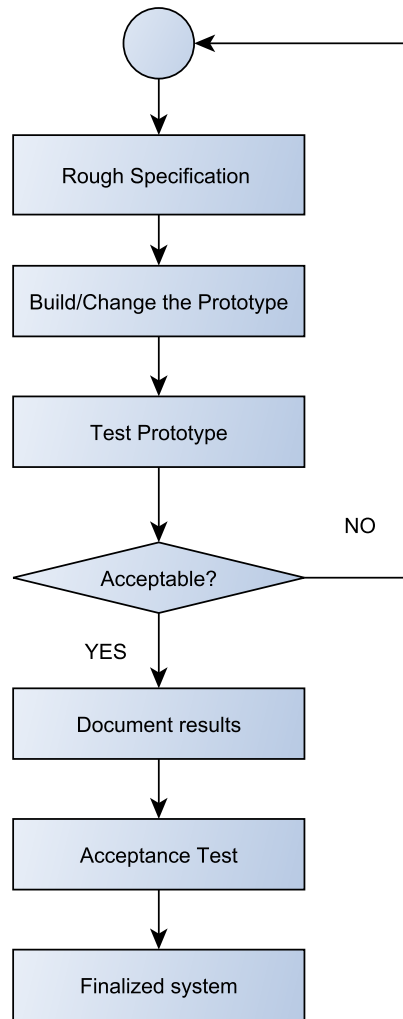 Rough Specification
Build/Change the Prototype
Test Prototype
NO
Acceptable?
YES
Document results
Acceptance Test
Finalized system